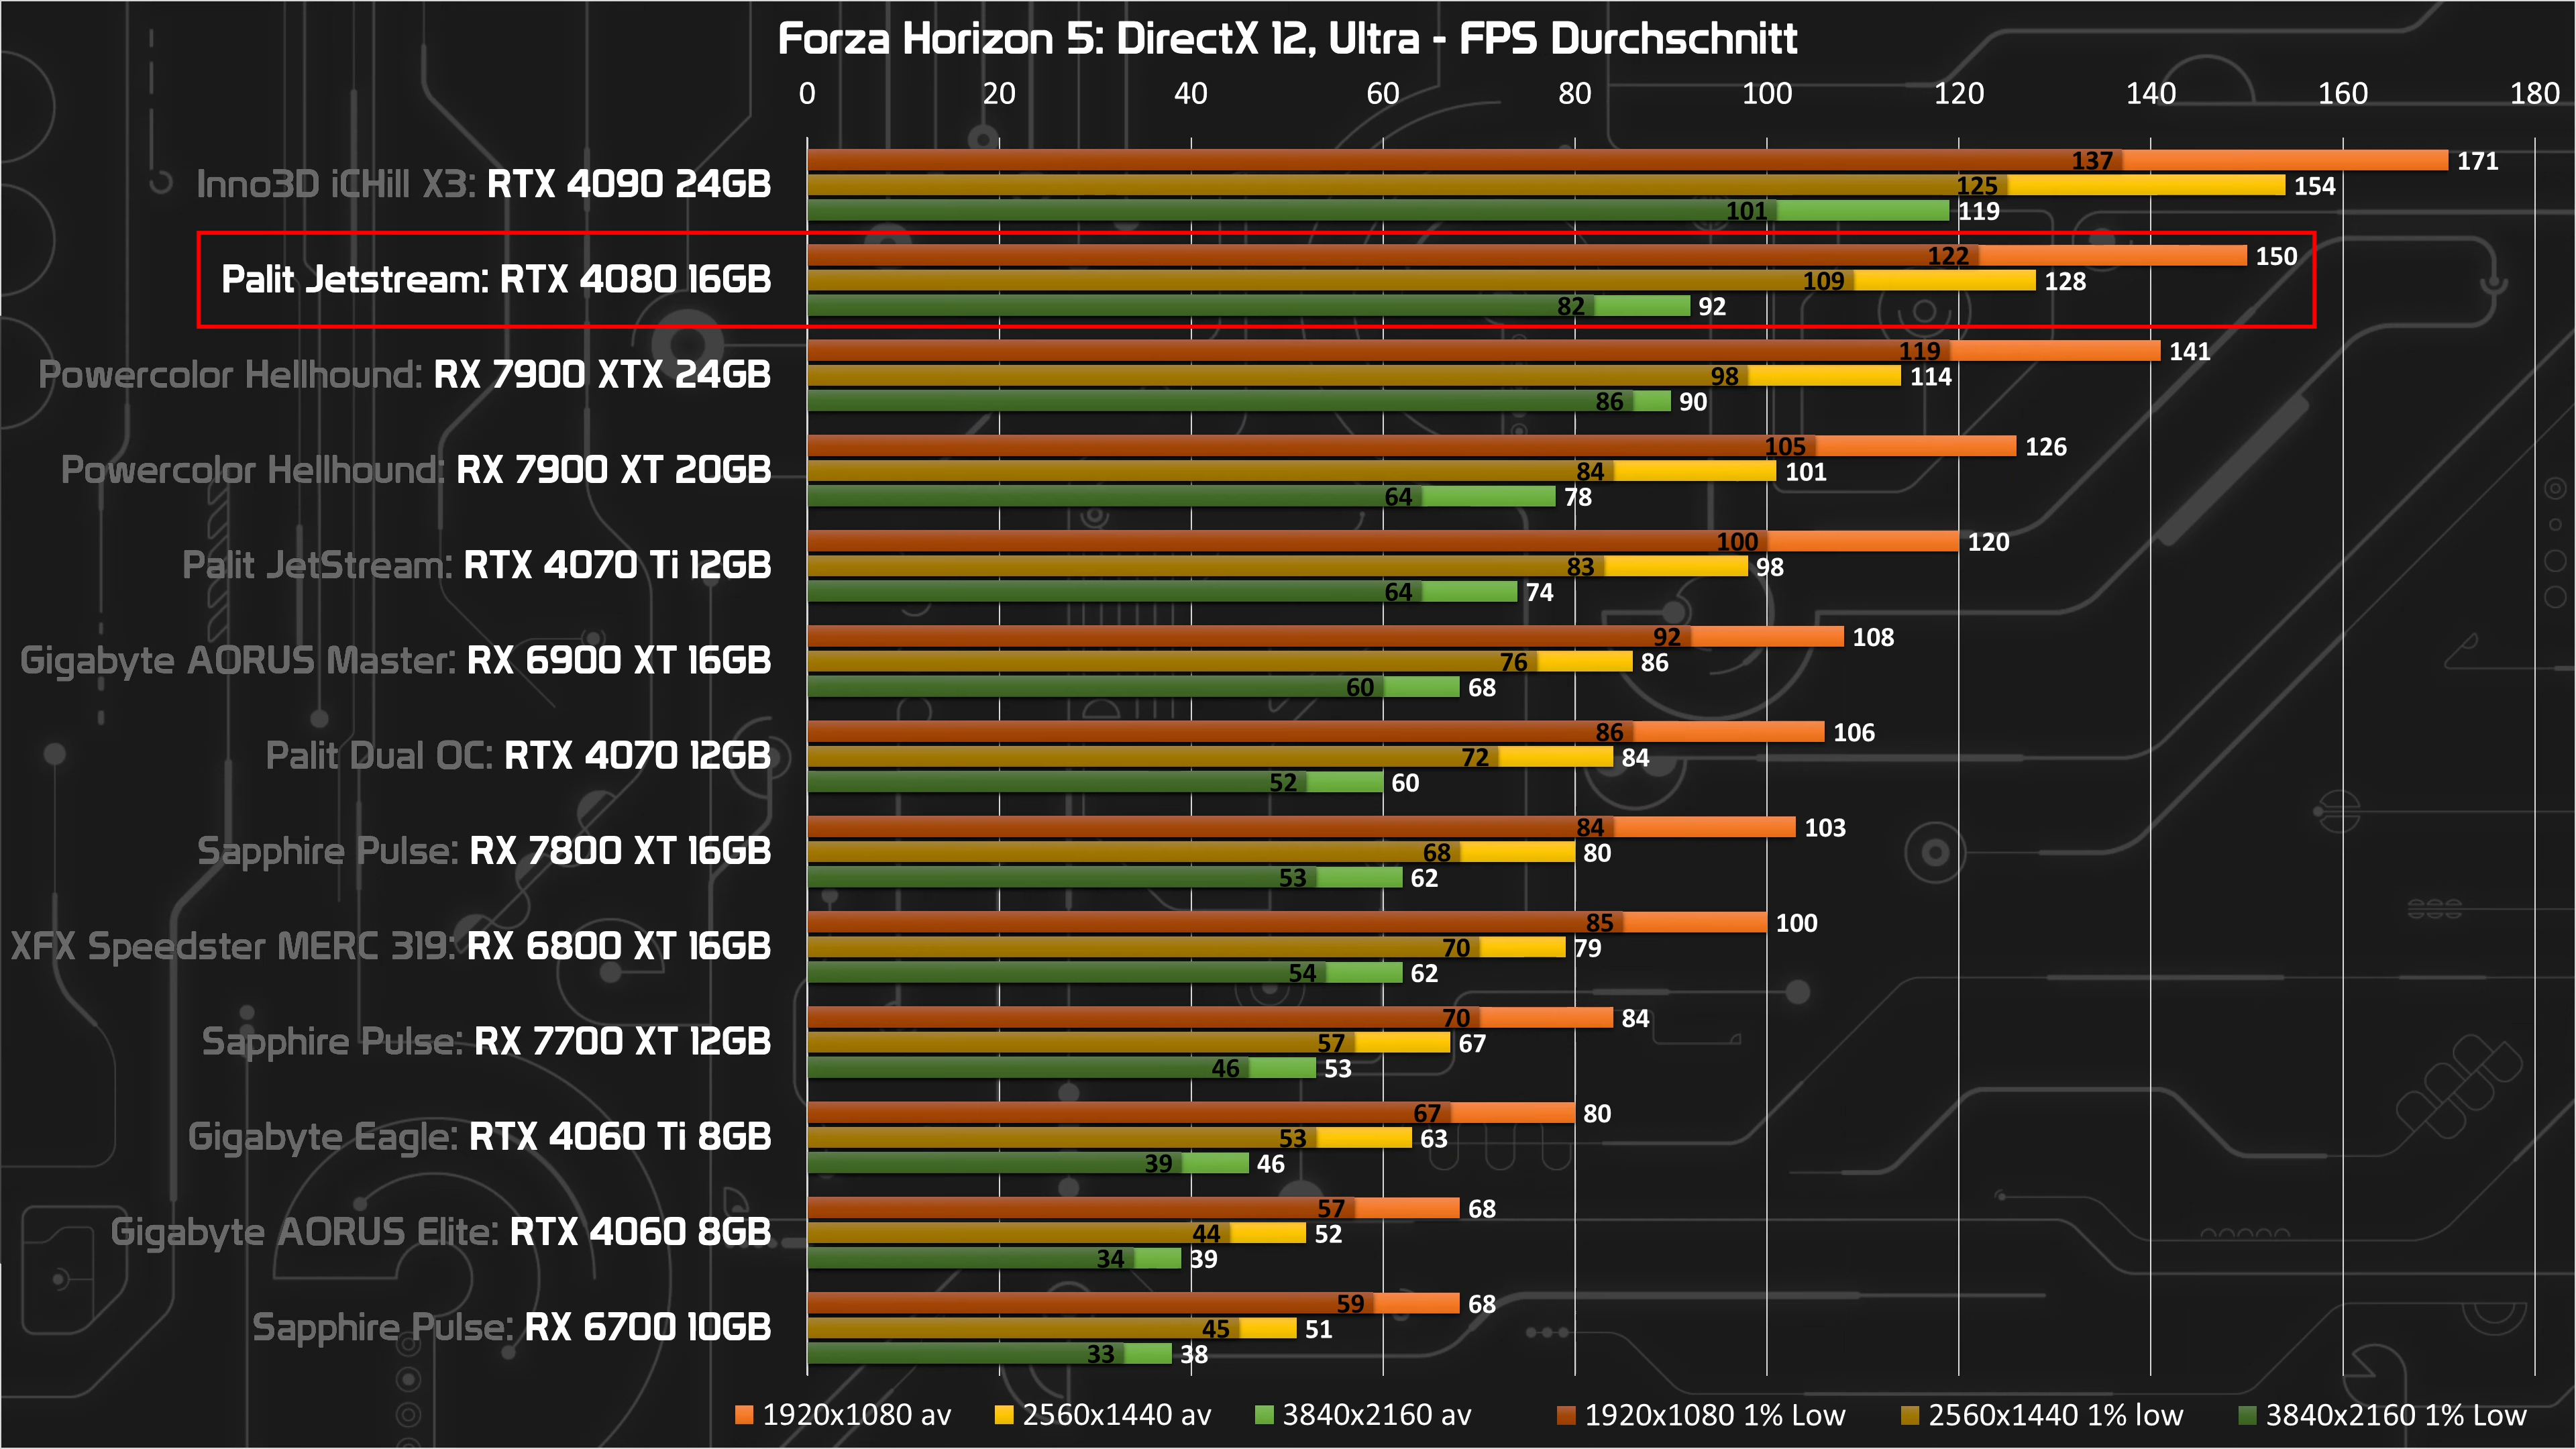 Forza Horizon 5: DirectX 12, Ultra - FPS Durchschnitt
0 20 40 60 80 100 120 140 160 180
Inno3D iCHill X3: RTX 4090 24GB
137 171
125 154
101 119
Palit Jetstream: RTX 4080 16GB
122 150
109 128
82 92
Powercolor Hellhound: RX 7900 XTX 24GB
119 141
98 114
86 90
Powercolor Hellhound: RX 7900 XT 20GB
105 126
84 101
64 78
Palit JetStream: RTX 4070 Ti 12GB
100 120
83 98
64 74
Gigabyte AORUS Master: RX 6900 XT 16GB
92 108
76 86
60 68
Palit Dual OC: RTX 4070 12GB
86 106
72 84
52 60
Sapphire Pulse: RX 7800 XT 16GB
84 103
68 80
53 62
XFX Speedster MERC 319: RX 6800 XT 16GB
85 100
70 79
54 62
Sapphire Pulse: RX 7700 XT 12GB
70 84
57 67
46 53
Gigabyte Eagle: RTX 4060 Ti 8GB
67 80
53 63
39 46
Gigabyte AORUS Elite: RTX 4060 8GB
57 68
44 52
34 39
Sapphire Pulse: RX 6700 10GB
59 68
45 51
33 38
1920x1080 av 2560x1440 av 3840x2160 av 1920x1080 1% Low 2560x1440 1% low 3840x2160 1% Low